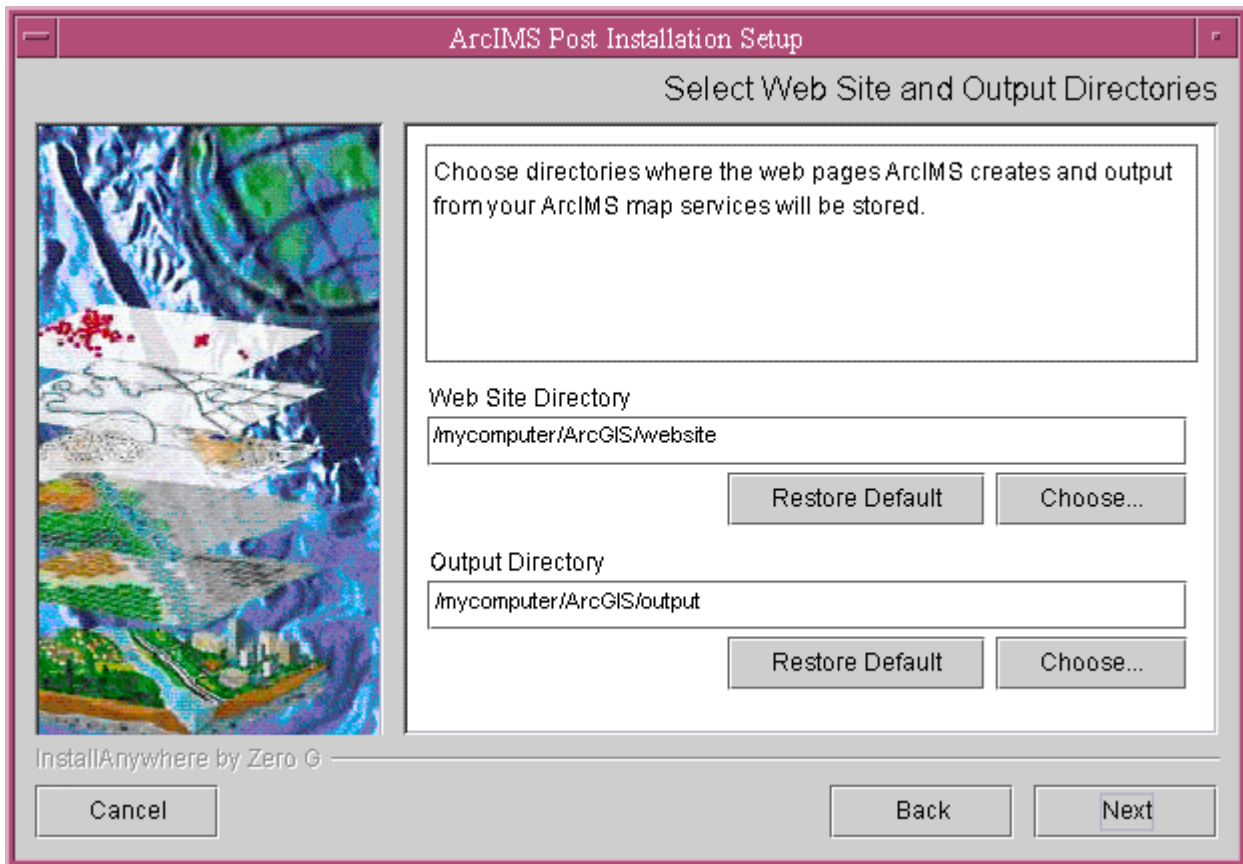 ArcIMS Post Installation Setup
Select Web Site and Output Directories
Choose directories where the web pages ArcIMS creates and output
from your ArcIMS map services will be stored.
Web Site Directory
/mycomputer/ArcGIS/website
Restore Default
Choose...
Output Directory
/mycomputer/ArcGIS/output
Restore Default
Choose...
InstallAnywhere by Zero G
Cancel
Back
Next